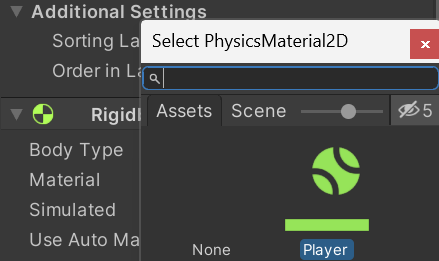 Additional Settings
Sorting La
Order in La
Select PhysicsMaterial2D
x
Assets
Scene
5
Rigidl
Body Type
Material
Simulated
Use Auto Ma
None
Player